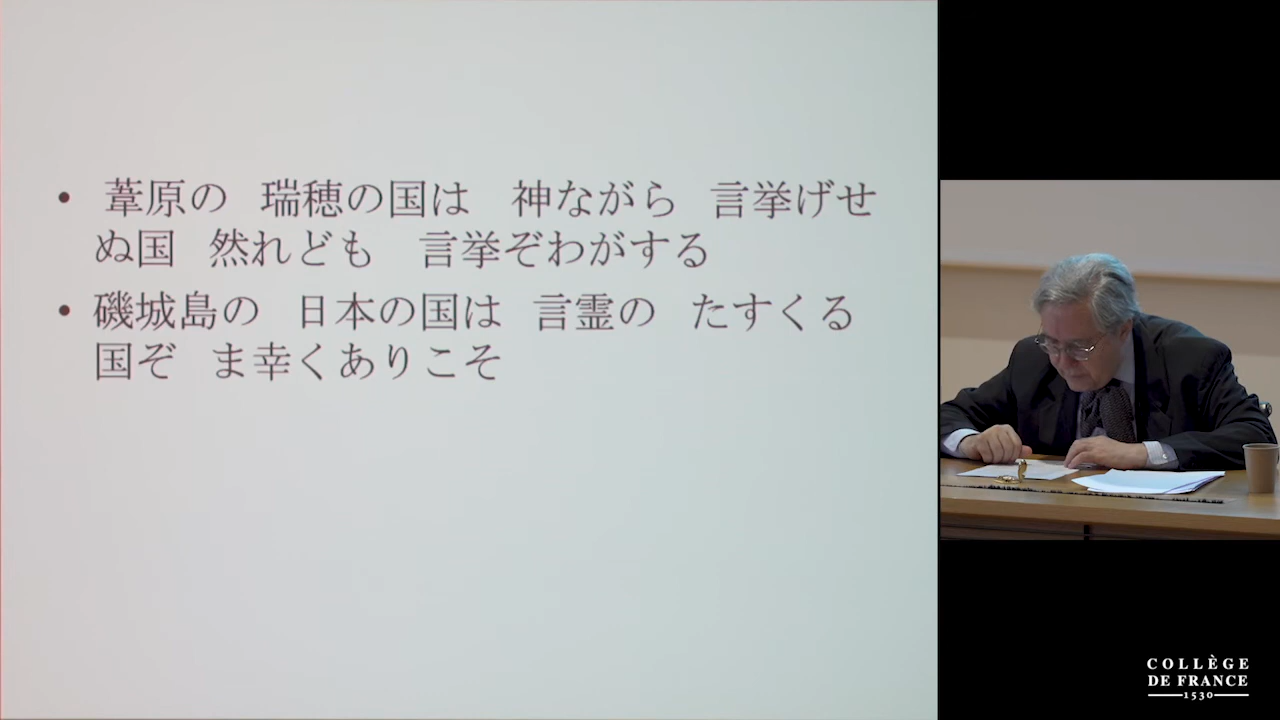 • 葦原の 瑞穂の国は 神ながら 言挙げせ
ぬ国 然れども 言挙ぞわがする
• 磯城島の 日本の国は 言霊の たすくる
国ぞ ま幸くありこそ
COLLÈGE
DE FRANCE
1530